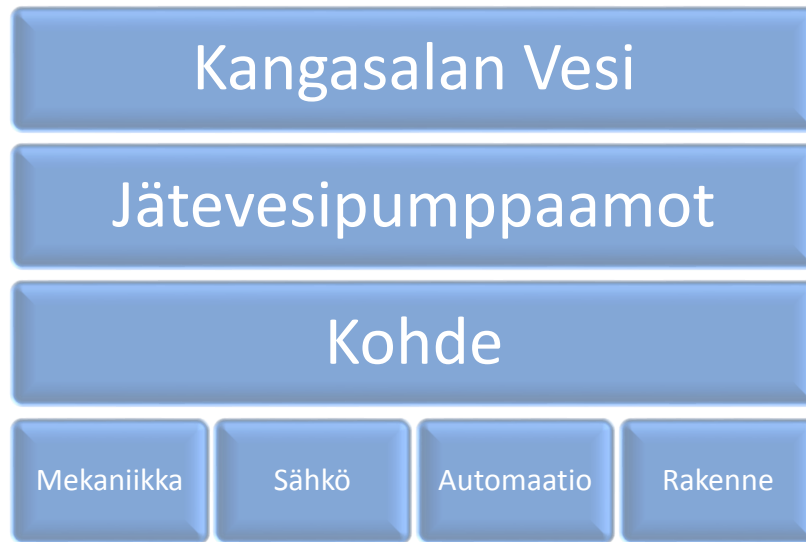 Kangasalan Vesi
Jätevesipumppaamot
Kohde
Mekaniikka
Sähkö
Automaatio
Rakenne